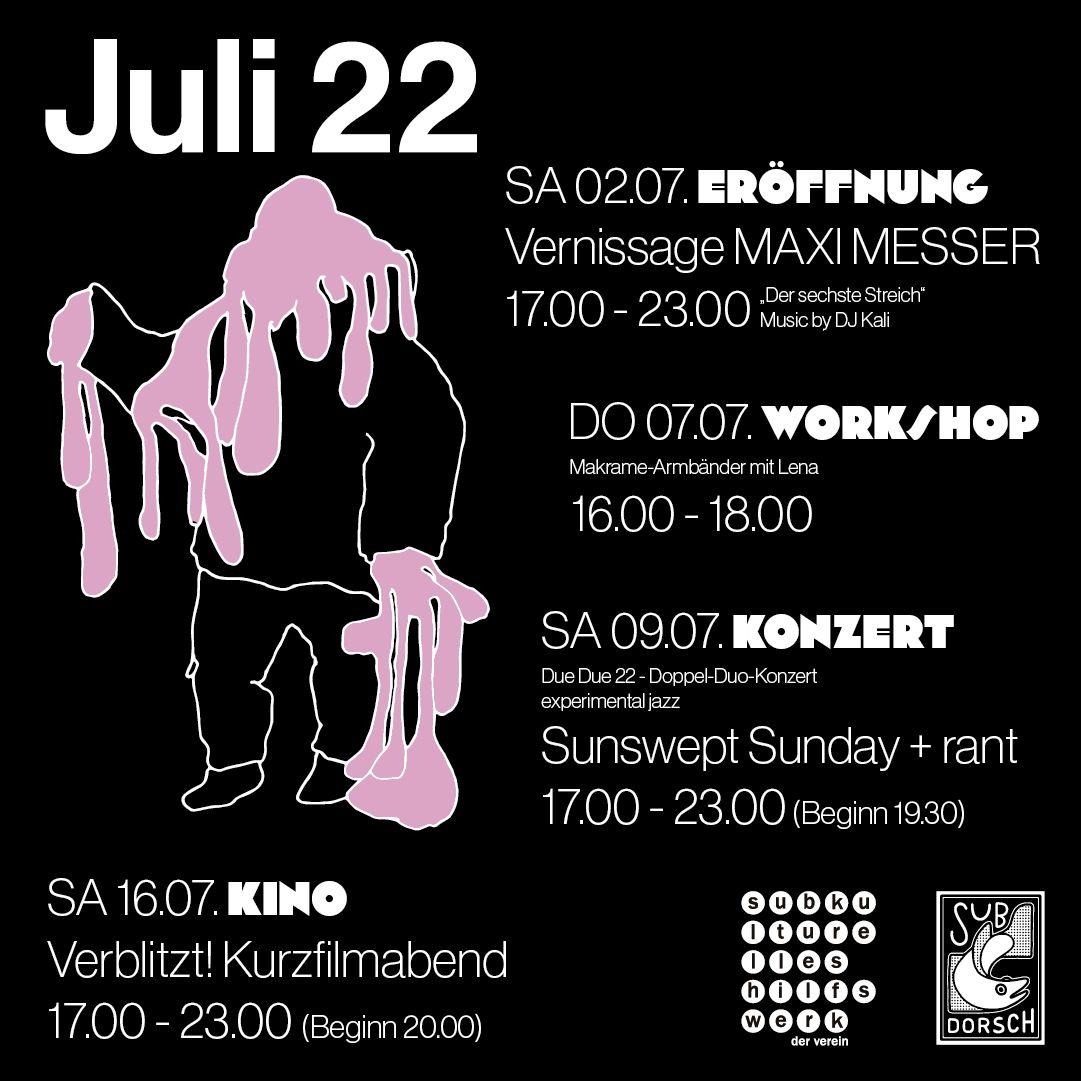 Juli 22
SA 02.07. ERÖFFNUNG
Vernissage MAXI MESSER
17.00 - 23.00 „Der sechste Streich“
Music by DJ Kali
DO 07.07. WORKSHOP
Makrame-Armbänder mit Lena
16.00 - 18.00
SA 09.07. KONZERT
Due Due 22 - Doppel-Duo-Konzert
experimental jazz
Sunswept Sunday + rant
17.00 - 23.00 (Beginn 19.30)
SA 16.07. KINO
Verblitzt! Kurzfilmabend
17.00 - 23.00 (Beginn 20.00)
subku
lture
lles
hilfs
werk
der verein
SUB
DORSCH